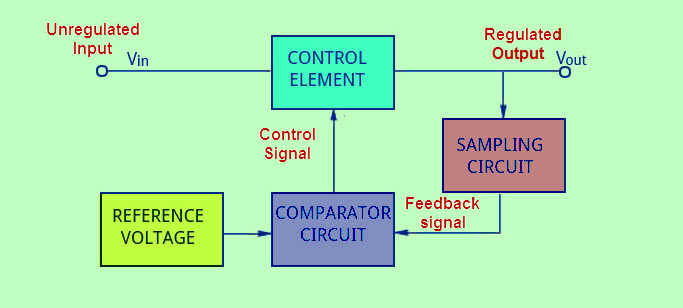 Unregulated
Input
Vin
CONTROL
ELEMENT
Regulated
Output
Vout
Control
Signal
SAMPLING
CIRCUIT
REFERENCE
VOLTAGE
COMPARATOR
CIRCUIT
Feedback
signal